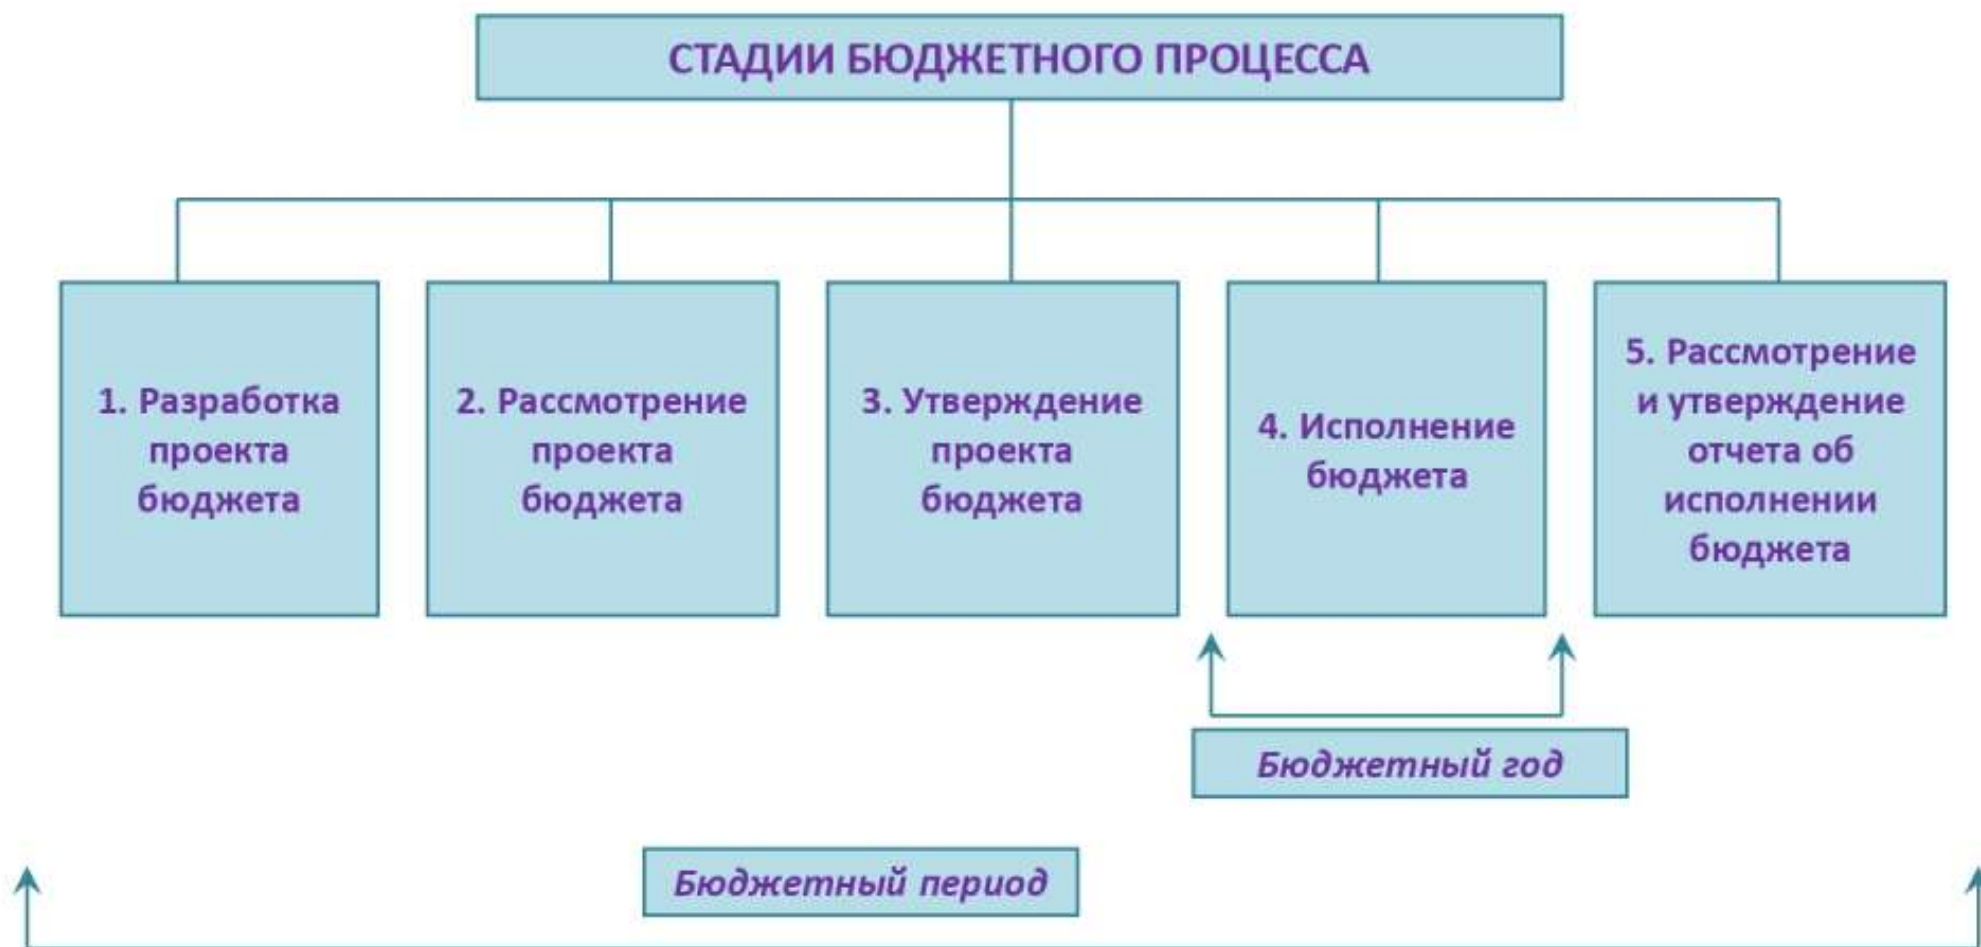 СТАДИИ БЮДЖЕТНОГО ПРОЦЕССА
1. Разработка
проекта
бюджета
2. Рассмотрение
проекта
бюджета
3. Утверждение
проекта
бюджета
4. Исполнение
бюджета
5. Рассмотрение
и утверждение
отчета об
исполнении
бюджета
Бюджетный год
Бюджетный период